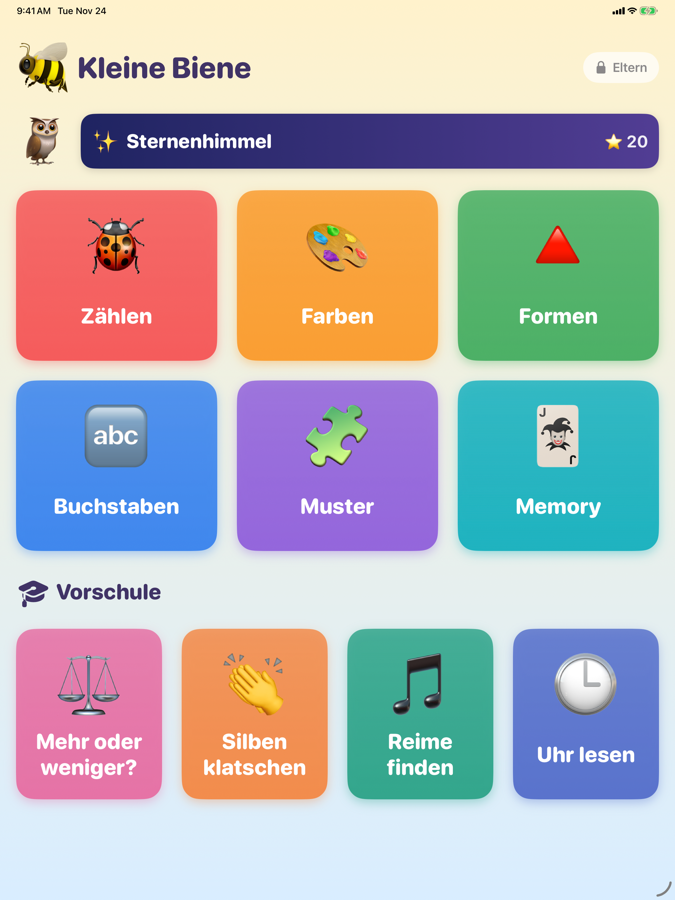 9:41 AM Tue Nov 24
Kleine Biene
Eltern
Sternenhimmel
20
Zählen
Farben
Formen
abc
Buchstaben
Muster
J
J
Memory
Vorschule
Mehr oder
weniger?
Silben
klatschen
Reime
finden
Uhr lesen